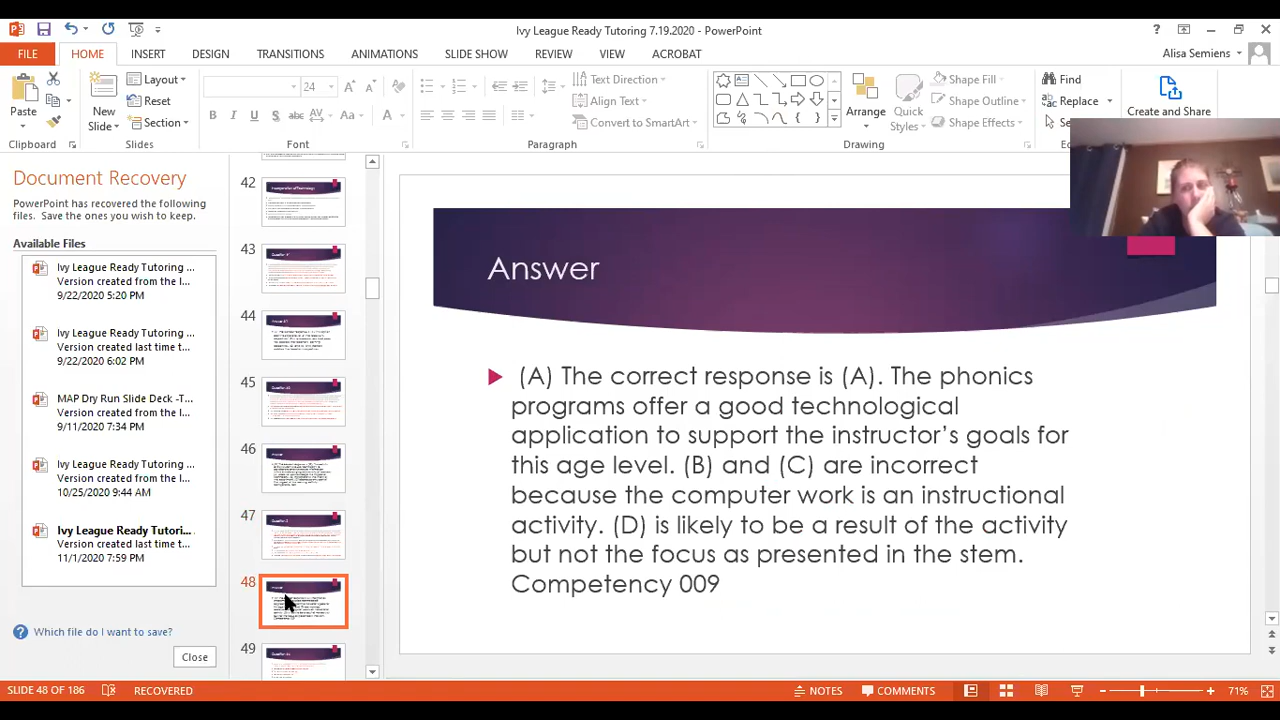 Ivy League Ready Tutoring 7.19.2020 - PowerPoint
FILE HOME INSERT DESIGN TRANSITIONS ANIMATIONS SLIDE SHOW REVIEW VIEW ACROBAT Alisa Semiens
Paste
New Slide
Layout
Reset
Section
24
Text Direction
Align Text
Convert to SmartArt
Arrange
Quick Styles
Shape Fill
Shape Outline
Shape Effects
Find
Replace
Create and Share
Clipboard Slides Font Paragraph Drawing
Document Recovery
PowerPoint has recovered the following
files. Save the ones you wish to keep.
Available Files
Ivy League Ready Tutoring ...
Version created from the l...
9/22/2020 5:20 PM
Ivy League Ready Tutoring ...
Version created last time t...
9/22/2020 6:02 PM
MAP Dry Run Slide Deck -T...
Version created from the l...
9/11/2020 7:34 PM
Ivy League Ready Tutoring ...
Version created from the l...
10/25/2020 9:44 AM
Ivy League Ready Tutori...
Version created last time t...
11/1/2020 7:59 PM
Which file do I want to save?
Close
42
43
44
45
46
47
48
49
Answer
(A) The correct response is (A). The phonics
programs offer a good technological
application to support the instructor’s goals for
this age level. (B) and (C) are incorrect
because the computer work is an instructional
activity. (D) is likely to be a result of the activity
but not the focus as presented in the stem.
Competency 009
SLIDE 48 OF 186 RECOVERED NOTES COMMENTS 71%